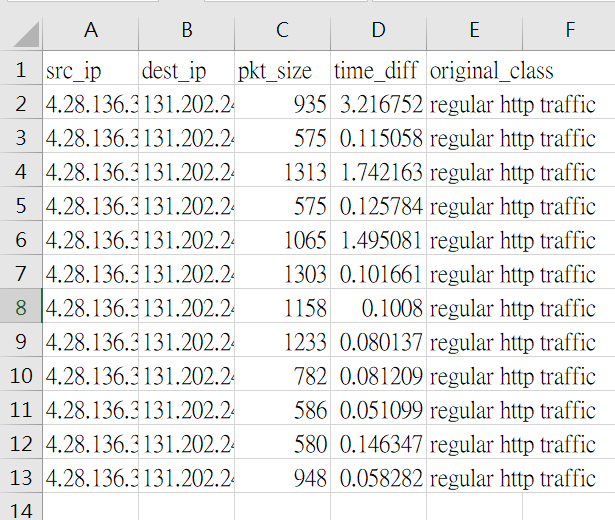 A B C D E F
1 src_ip dest_ip pkt_size time_diff original_class
2 4.28.136.3 131.202.24 935 3.216752 regular http traffic
3 4.28.136.3 131.202.24 575 0.115058 regular http traffic
4 4.28.136.3 131.202.24 1313 1.742163 regular http traffic
5 4.28.136.3 131.202.24 575 0.125784 regular http traffic
6 4.28.136.3 131.202.24 1065 1.495081 regular http traffic
7 4.28.136.3 131.202.24 1303 0.101661 regular http traffic
8 4.28.136.3 131.202.24 1158 0.1008 regular http traffic
9 4.28.136.3 131.202.24 1233 0.080137 regular http traffic
10 4.28.136.3 131.202.24 782 0.081209 regular http traffic
11 4.28.136.3 131.202.24 586 0.051099 regular http traffic
12 4.28.136.3 131.202.24 580 0.146347 regular http traffic
13 4.28.136.3 131.202.24 948 0.058282 regular http traffic
14